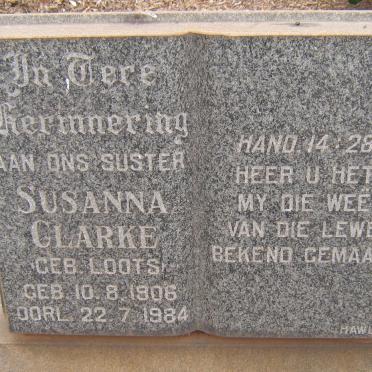 In Tere
Herinnering
AAN ONS SUSTER
SUSANNA
CLARKE
(GEB. LOOTS)
GEB. 10.8.1906
OORL. 22.7.1984
HAND. 14:28
HEER U HET
MY DIE WEË
VAN DIE LEWE
BEKEND GEMAA
HAWL